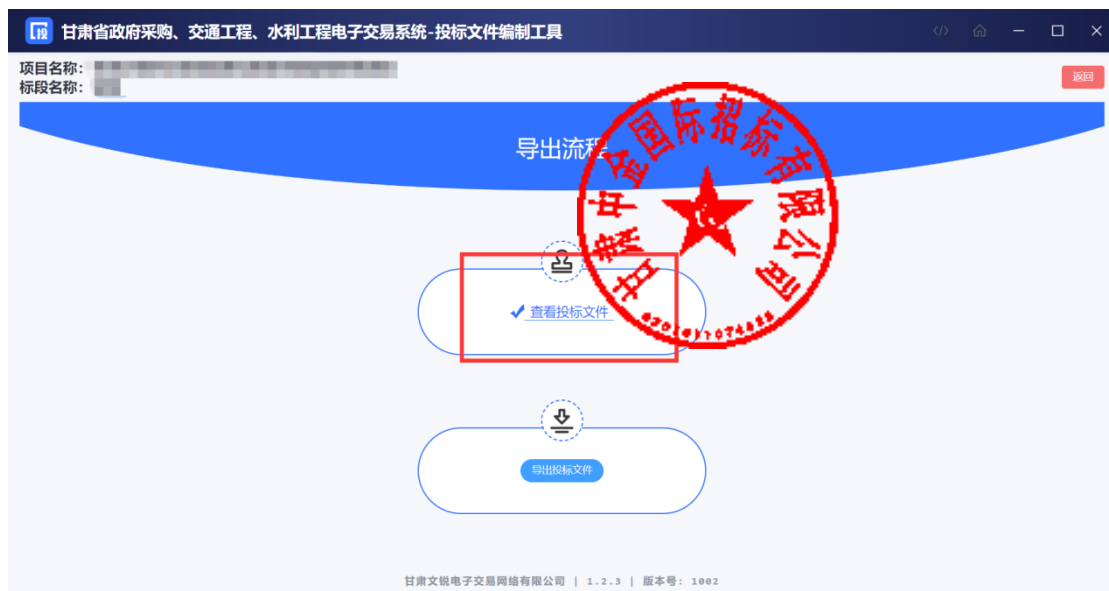 甘肃省政府采购、交通工程、水利工程电子交易系统-投标文件编制工具
项目名称：
标段名称：
返回
导出流程
甘肃中金国际招标有限公司
查看投标文件
导出投标文件
甘肃文锐电子交易网络有限公司 | 1.2.3 | 版本号: 1002